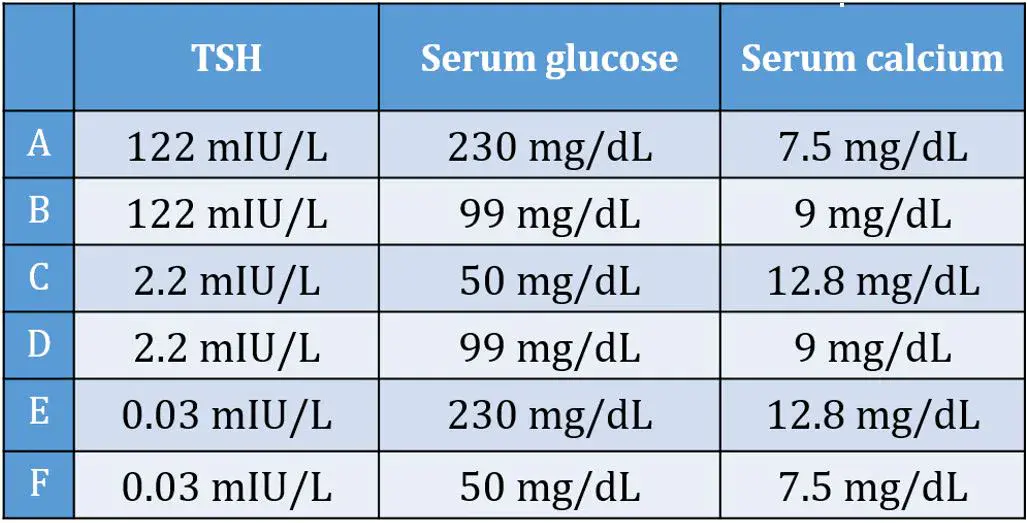 TSH Serum glucose Serum calcium
A 122 mIU/L 230 mg/dL 7.5 mg/dL
B 122 mIU/L 99 mg/dL 9 mg/dL
C 2.2 mIU/L 50 mg/dL 12.8 mg/dL
D 2.2 mIU/L 99 mg/dL 9 mg/dL
E 0.03 mIU/L 230 mg/dL 12.8 mg/dL
F 0.03 mIU/L 50 mg/dL 7.5 mg/dL